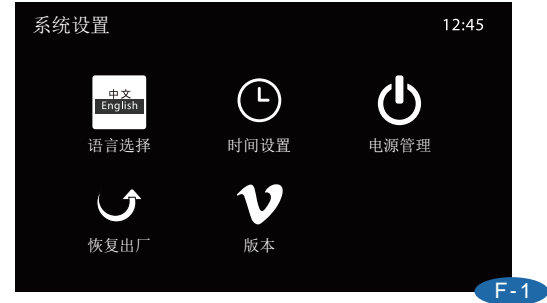 系统设置 12:45
中文
English
语言选择 时间设置 电源管理
恢复出厂 版本
F-1